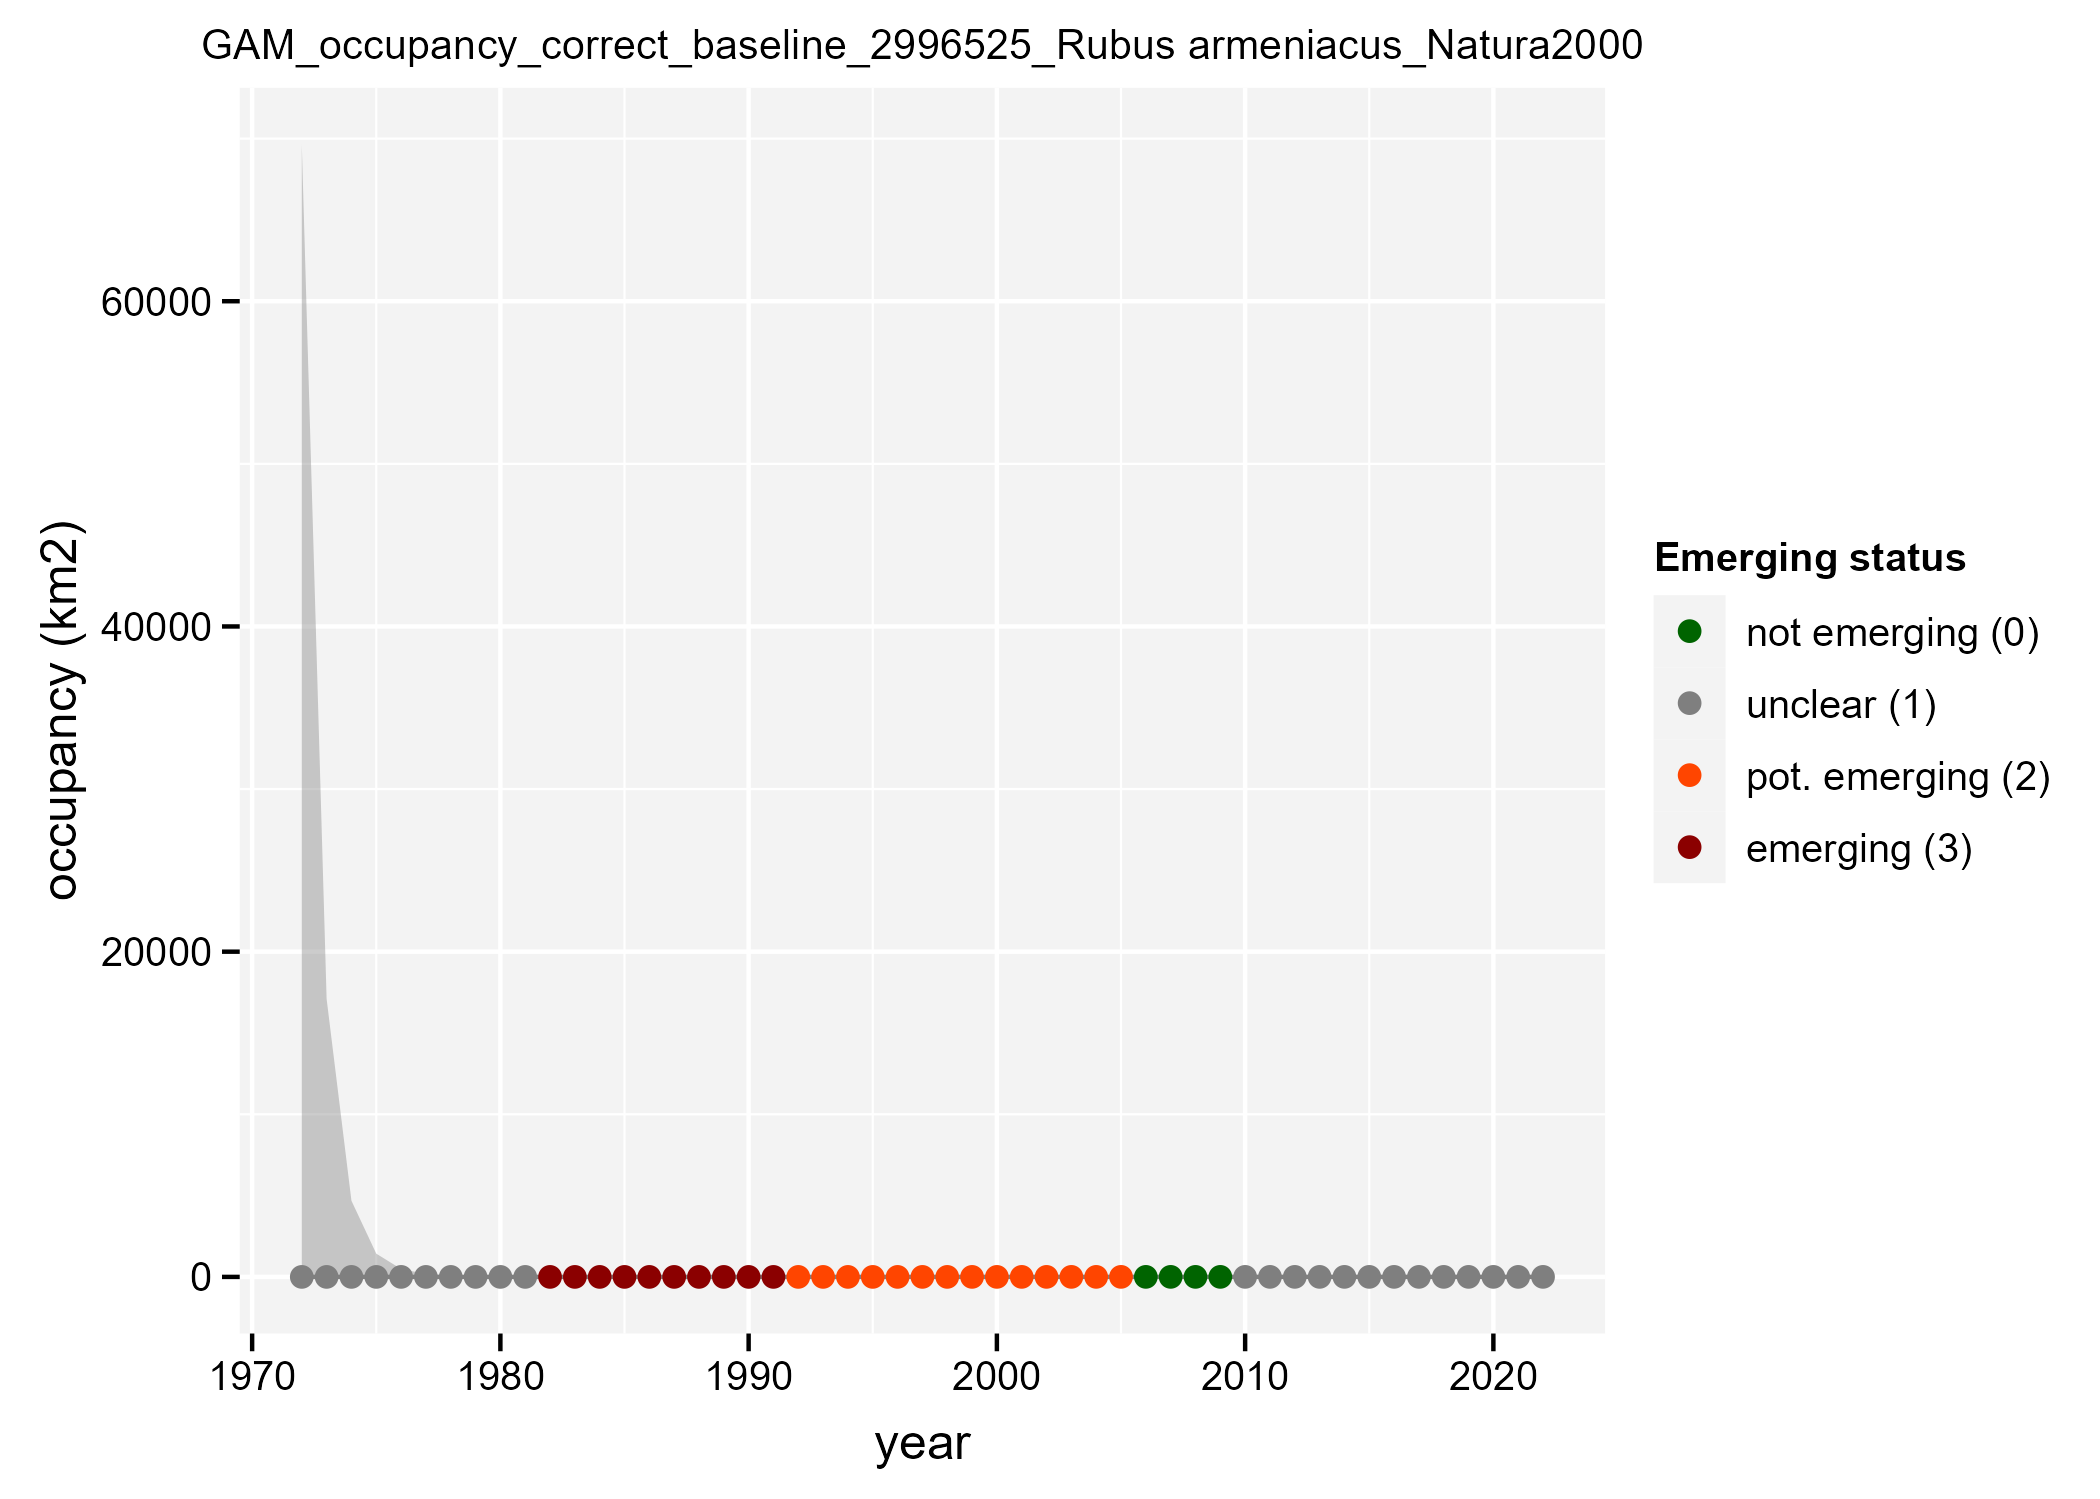 GAM_occupancy_correct_baseline_2996525_Rubus armeniacus_Natura2000
occupancy (km2)
60000
40000
20000
0
1970 1980 1990 2000 2010 2020
year
Emerging status
not emerging (0)
unclear (1)
pot. emerging (2)
emerging (3)